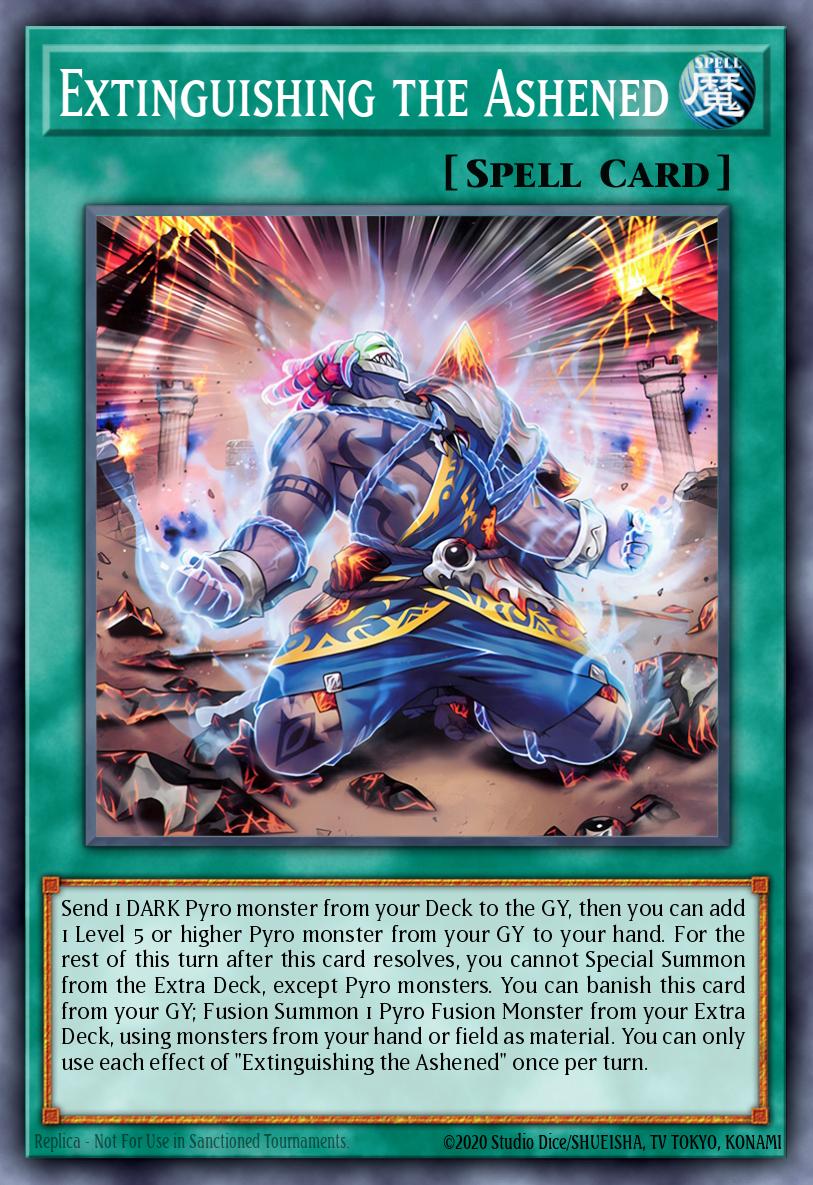 Extinguishing the Ashened
SPELL
魔
[ Spell Card ]
Send 1 DARK Pyro monster from your Deck to the GY, then you can add
1 Level 5 or higher Pyro monster from your GY to your hand. For the
rest of this turn after this card resolves, you cannot Special Summon
from the Extra Deck, except Pyro monsters. You can banish this card
from your GY; Fusion Summon 1 Pyro Fusion Monster from your Extra
Deck, using monsters from your hand or field as material. You can only
use each effect of "Extinguishing the Ashened" once per turn.
Replica - Not For Use in Sanctioned Tournaments.
©2020 Studio Dice/SHUEISHA, TV TOKYO, KONAMI